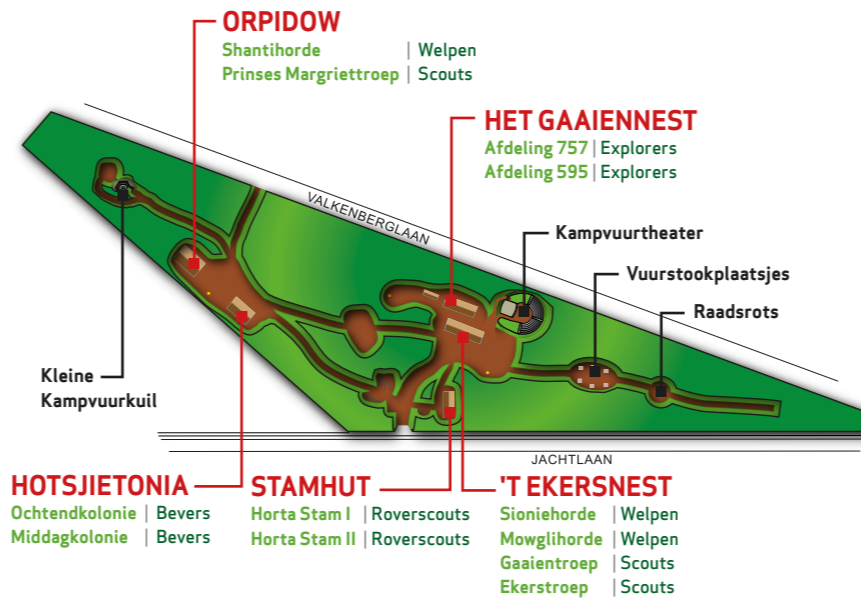 ORPIDOW
Shantihorde | Welpen
Prinses Margriettroep | Scouts
HET GAAIENNEST
Afdeling 757 | Explorers
Afdeling 595 | Explorers
VALKENBERGLAAN
Kampvuurtheater
Vuurstookplaatsjes
Raadsrots
Kleine
Kampvuurkuil
JACHTLAAN
HOTSJIETONIA
Ochtendkolonie | Bevers
Middagkolonie | Bevers
STAMHUT
Horta Stam I | Roverscouts
Horta Stam II | Roverscouts
'T EKERSNEST
Sioniehorde | Welpen
Mowglihorde | Welpen
Gaaientroep | Scouts
Ekerstroep | Scouts